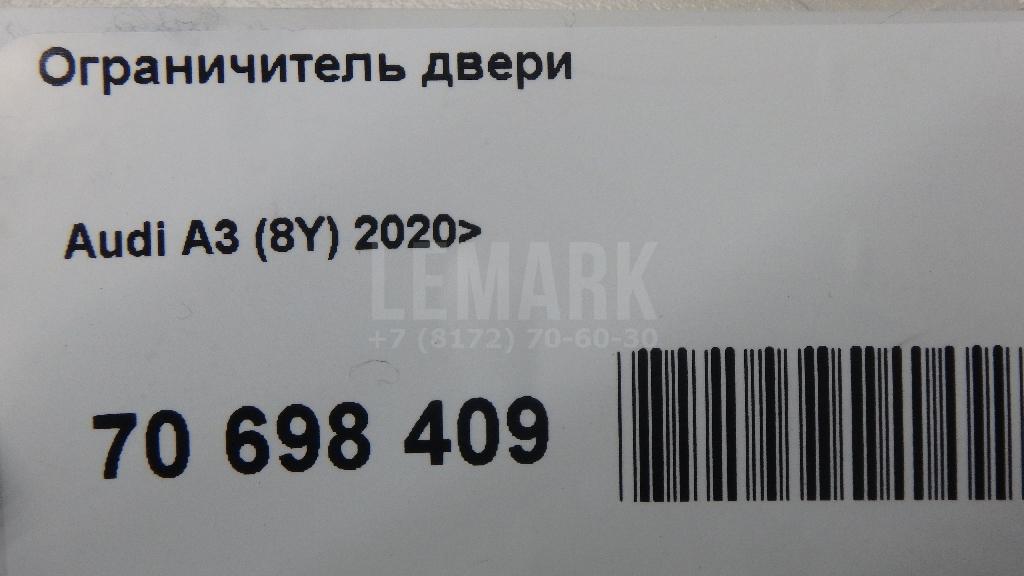 Ограничитель двери
Audi A3 (8Y) 2020>
LEMARK
+7 (8172) 70-60-30
70 698 409